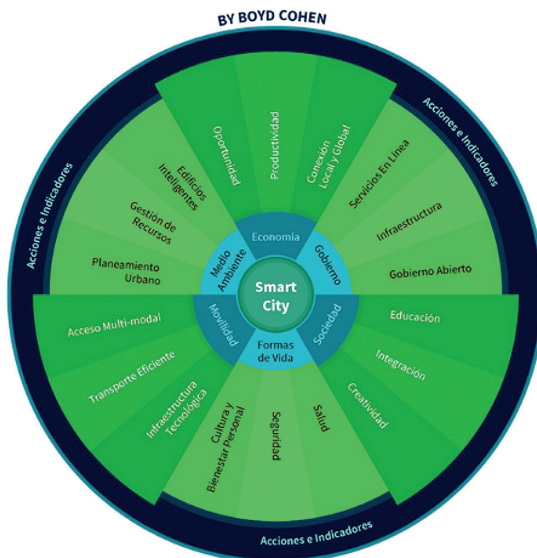 BY BOYD COHEN
Acciones e Indicadores
Acciones e Indicadores
Acciones e Indicadores
Smart
City
Economia
Oportunidad
Productividad
Conexión
Local y Global
Gobierno
Servicios En Línea
Infraestructura
Gobierno Abierto
Sociedad
Educación
Integración
Creatividad
Formas
de Vida
Salud
Seguridad
Cultura y
Bienestar Personal
Movilidad
Infraestructura
Tecnológica
Transporte Eficiente
Acceso Multi-modal
Medio
Ambiente
Planeamiento
Urbano
Gestión de
Recursos
Edificios
Inteligentes